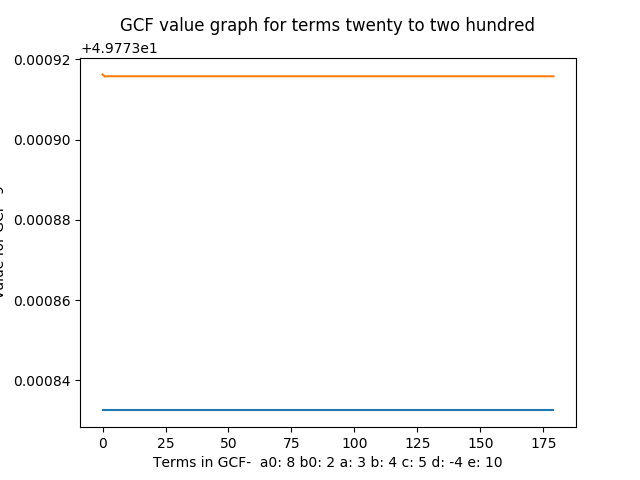 GCF value graph for terms twenty to two hundred
+4.9773e1
0.00092
0.00090
0.00088
0.00086
0.00084
0 25 50 75 100 125 150 175
Terms in GCF-  a0: 8 b0: 2 a: 3 b: 4 c: 5 d: -4 e: 10